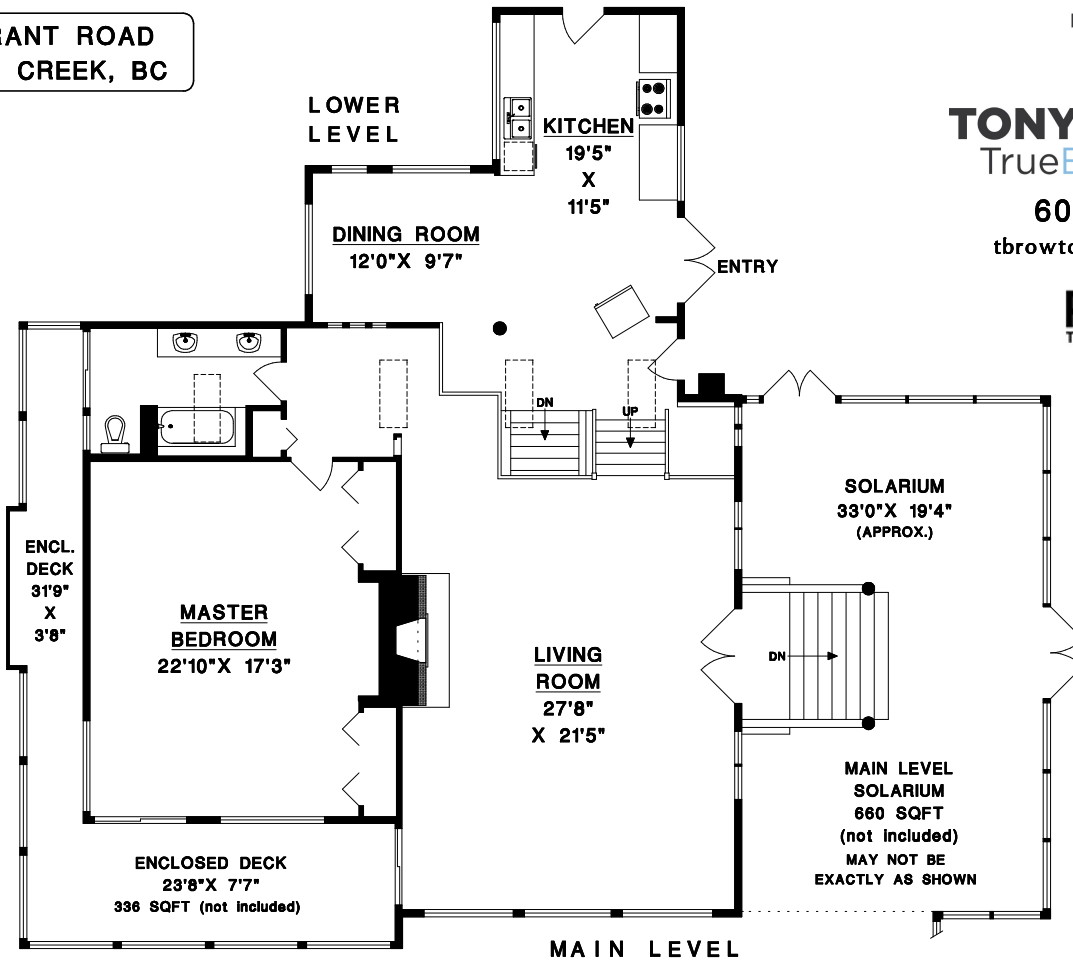 RANT ROAD
CREEK, BC
LOWER
LEVEL
KITCHEN
19'5"
X
11'5"
TONY
True
60
tbrowto
DINING ROOM
12'0"X 9'7"
ENTRY
DN
UP
SOLARIUM
33'0"X 19'4"
(APPROX.)
ENCL.
DECK
31'9"
X
3'8"
MASTER
BEDROOM
22'10"X 17'3"
LIVING
ROOM
27'8"
X 21'5"
DN
MAIN LEVEL
SOLARIUM
660 SQFT
(not included)
MAY NOT BE
EXACTLY AS SHOWN
ENCLOSED DECK
23'8"X 7'7"
336 SQFT (not included)
MAIN LEVEL